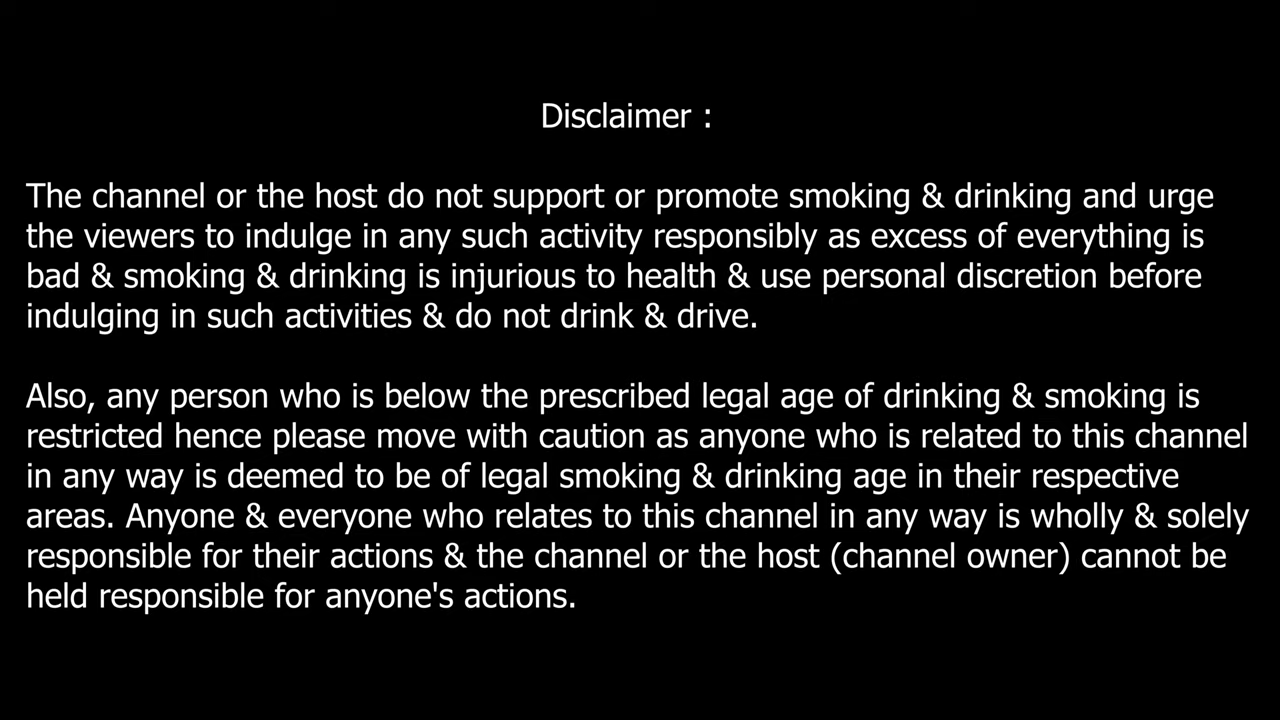 Disclaimer :
The channel or the host do not support or promote smoking & drinking and urge
the viewers to indulge in any such activity responsibly as excess of everything is
bad & smoking & drinking is injurious to health & use personal discretion before
indulging in such activities & do not drink & drive.
Also, any person who is below the prescribed legal age of drinking & smoking is
restricted hence please move with caution as anyone who is related to this channel
in any way is deemed to be of legal smoking & drinking age in their respective
areas. Anyone & everyone who relates to this channel in any way is wholly & solely
responsible for their actions & the channel or the host (channel owner) cannot be
held responsible for anyone's actions.